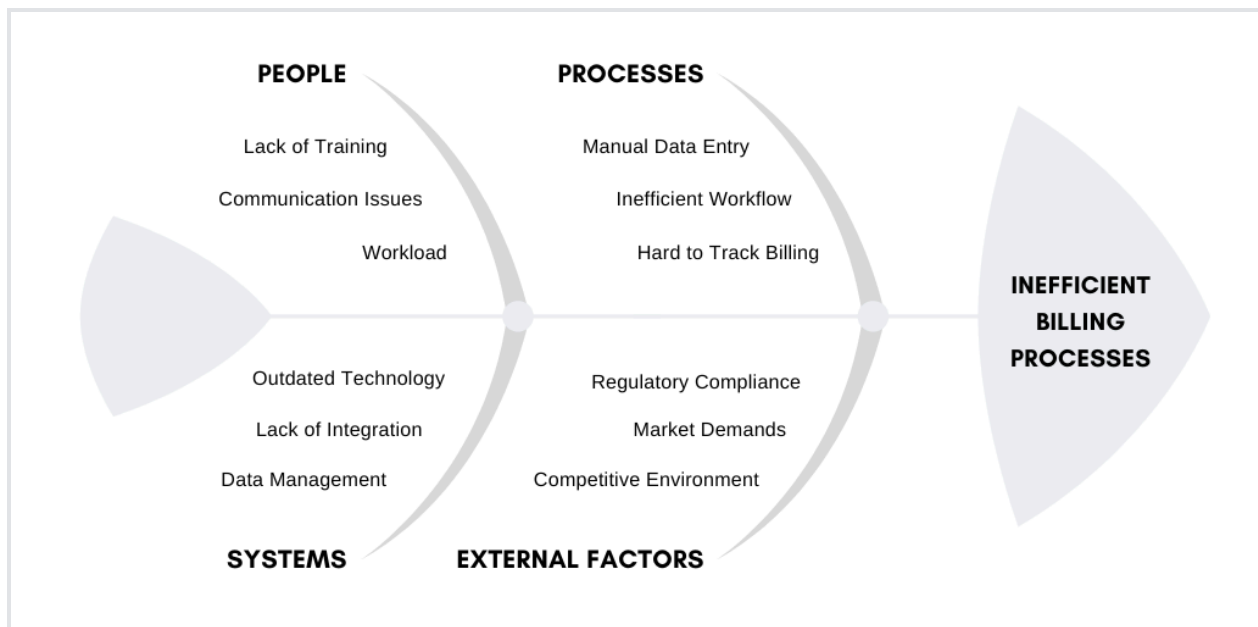 PEOPLE
Lack of Training
Communication Issues
Workload
PROCESSES
Manual Data Entry
Inefficient Workflow
Hard to Track Billing
Outdated Technology
Lack of Integration
Data Management
SYSTEMS
Regulatory Compliance
Market Demands
Competitive Environment
EXTERNAL FACTORS
INEFFICIENT
BILLING
PROCESSES